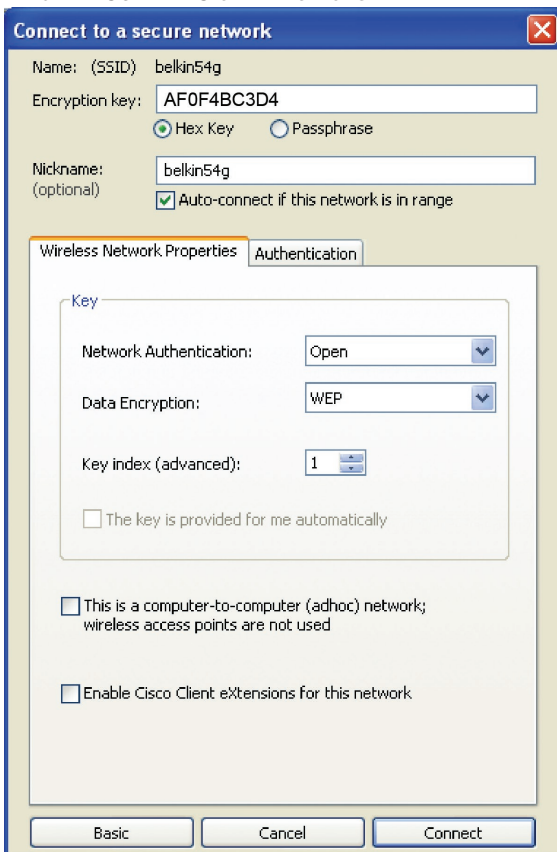 Connect to a secure network
Name: (SSID) belkin54g
Encryption key: AF0F4BC3D4
Hex Key Passphrase
Nickname: belkin54g
(optional)
Auto-connect if this network is in range
Wireless Network Properties Authentication
Key
Network Authentication: Open
Data Encryption: WEP
Key index (advanced): 1
The key is provided for me automatically
This is a computer-to-computer (adhoc) network;
wireless access points are not used
Enable Cisco Client eXtensions for this network
Basic Cancel Connect